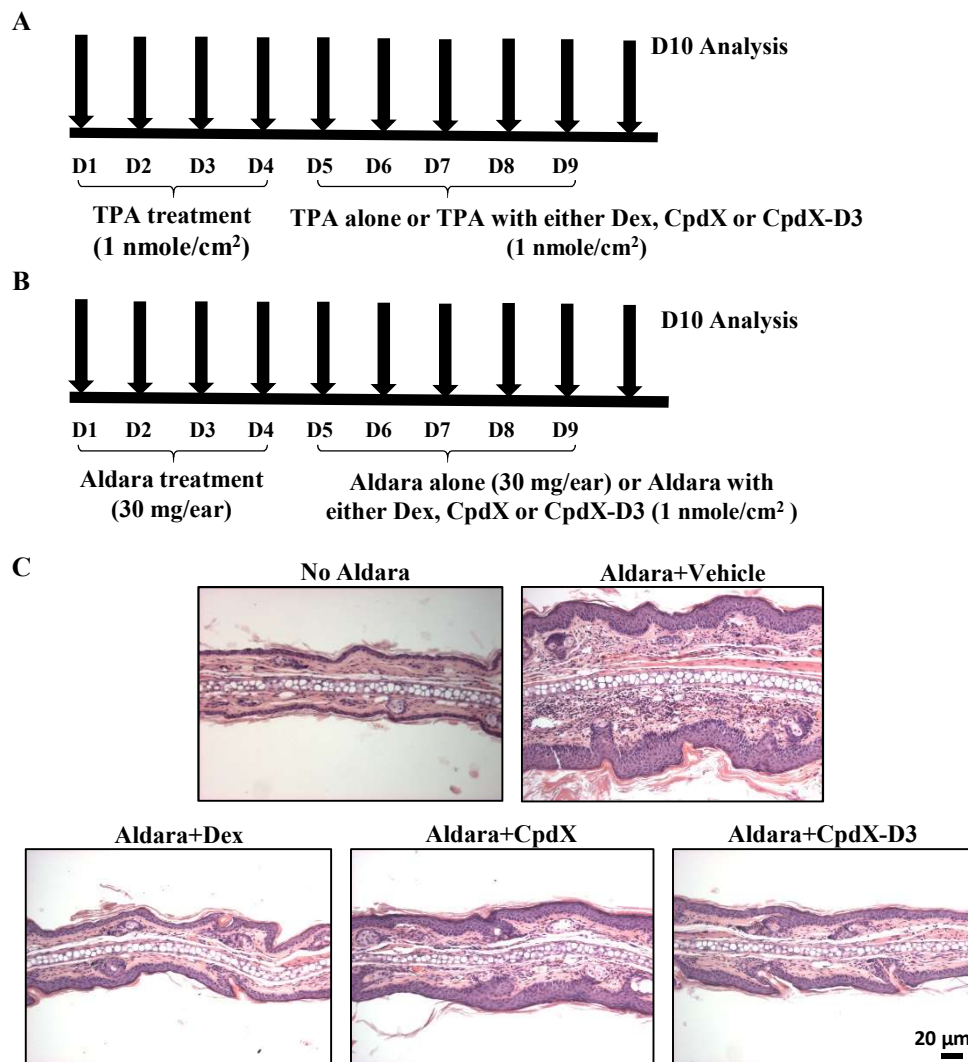 A
D10 Analysis
D1 D2 D3 D4 D5 D6 D7 D8 D9
TPA treatment
(1 nmole/cm²)
TPA alone or TPA with either Dex, CpdX or CpdX-D3
(1 nmole/cm²)
B
D10 Analysis
D1 D2 D3 D4 D5 D6 D7 D8 D9
Aldara treatment
(30 mg/ear)
Aldara alone (30 mg/ear) or Aldara with
either Dex, CpdX or CpdX-D3 (1 nmole/cm² )
C
No Aldara
Aldara+Vehicle
Aldara+Dex
Aldara+CpdX
Aldara+CpdX-D3
20 µm